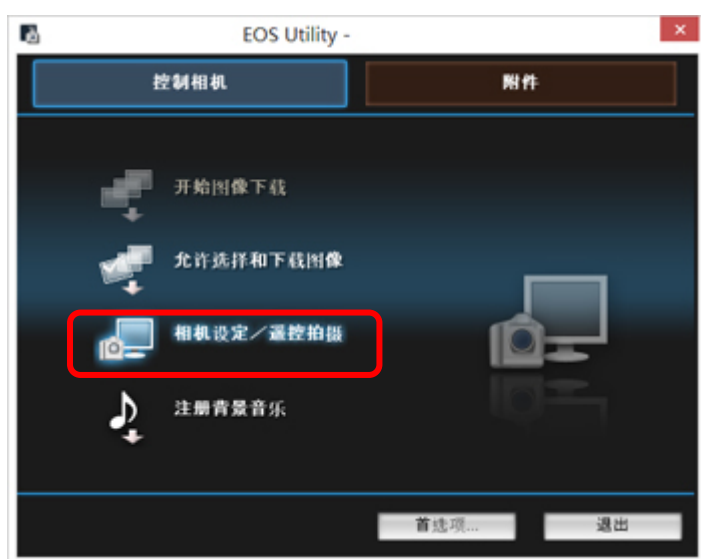 EOS Utility -
控制相机
附件
开始图像下载
允许选择和下载图像
相机设定／遥控拍摄
注册背景音乐
首选项...
退出